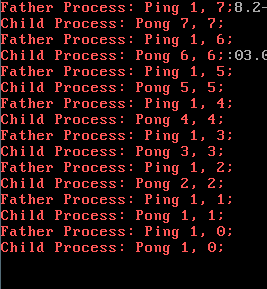 Father Process: Ping 1, 7;8.2-
Child Process: Pong 7, 7;
Father Process: Ping 1, 6;
Child Process: Pong 6, 6;:03.0
Father Process: Ping 1, 5;
Child Process: Pong 5, 5;
Father Process: Ping 1, 4;
Child Process: Pong 4, 4;
Father Process: Ping 1, 3;
Child Process: Pong 3, 3;
Father Process: Ping 1, 2;
Child Process: Pong 2, 2;
Father Process: Ping 1, 1;
Child Process: Pong 1, 1;
Father Process: Ping 1, 0;
Child Process: Pong 1, 0;